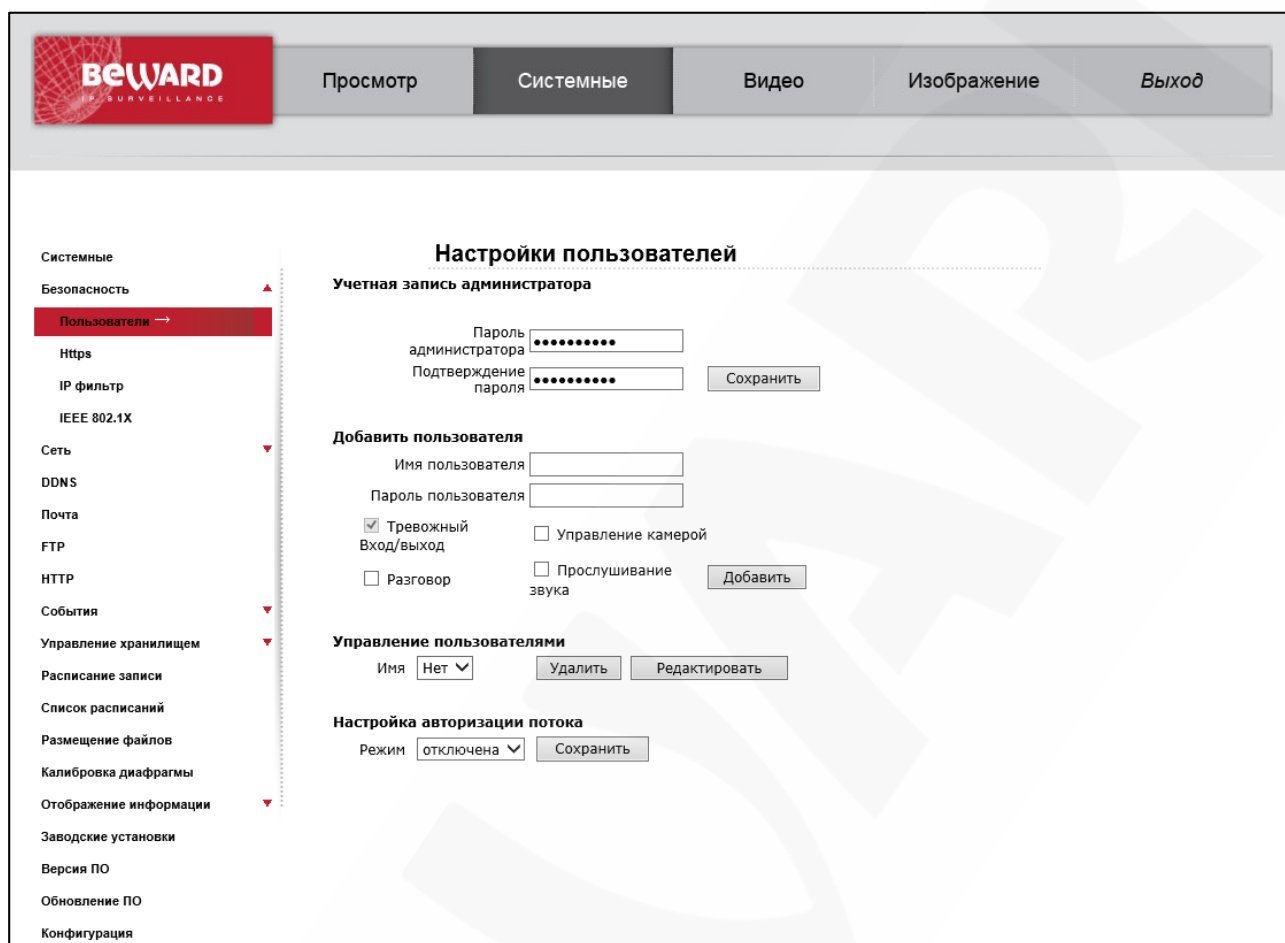 BEWARD
IP SURVEILLANCE
Просмотр
Системные
Видео
Изображение
Выход
Системные
Безопасность
Пользователи →
Https
IP фильтр
IEEE 802.1X
Сеть
DDNS
Почта
FTP
HTTP
События
Управление хранилищем
Расписание записи
Список расписаний
Размещение файлов
Калибровка диафрагмы
Отображение информации
Заводские установки
Версия ПО
Обновление ПО
Конфигурация
Настройки пользователей
Учетная запись администратора
Пароль
администратора ••••••••••
Подтверждение
пароля •••••••••• Сохранить
Добавить пользователя
Имя пользователя
Пароль пользователя
Тревожный
Вход/выход
Управление камерой
Разговор
Прослушивание
звука
Добавить
Управление пользователями
Имя Нет Удалить Редактировать
Настройка авторизации потока
Режим отключена Сохранить